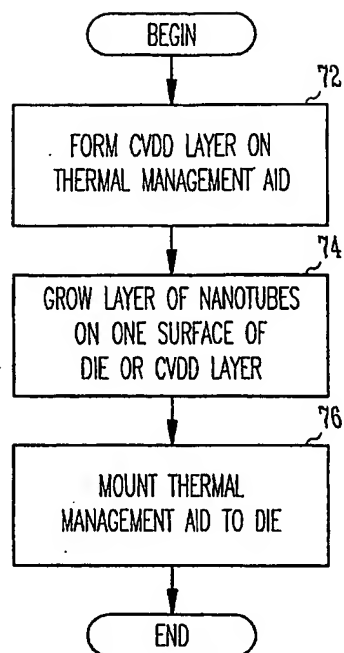 BEGIN
72
FORM CVDD LAYER ON
THERMAL MANAGEMENT AID
74
GROW LAYER OF NANOTUBES
ON ONE SURFACE OF
DIE OR CVDD LAYER
76
MOUNT THERMAL
MANAGEMENT AID TO DIE
END